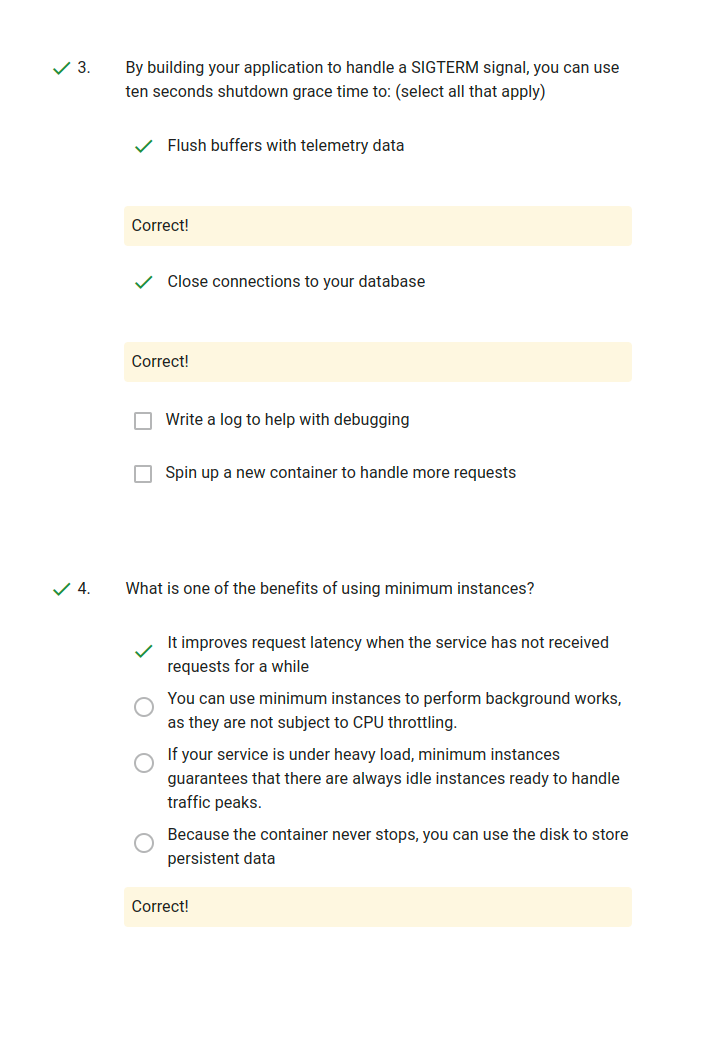 3. By building your application to handle a SIGTERM signal, you can use
ten seconds shutdown grace time to: (select all that apply)
Flush buffers with telemetry data
Correct!
Close connections to your database
Correct!
Write a log to help with debugging
Spin up a new container to handle more requests
4. What is one of the benefits of using minimum instances?
It improves request latency when the service has not received
requests for a while
You can use minimum instances to perform background works,
as they are not subject to CPU throttling.
If your service is under heavy load, minimum instances
guarantees that there are always idle instances ready to handle
traffic peaks.
Because the container never stops, you can use the disk to store
persistent data
Correct!